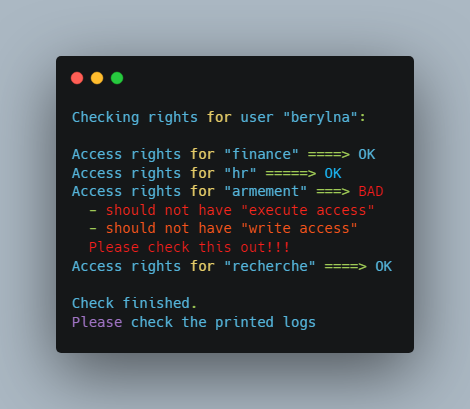 Checking rights for user "berylna":
Access rights for "finance" ====> OK
Access rights for "hr" =====> OK
Access rights for "armement" ===> BAD
- should not have "execute access"
- should not have "write access"
Please check this out!!!
Access rights for "recherche" ====> OK
Check finished.
Please check the printed logs